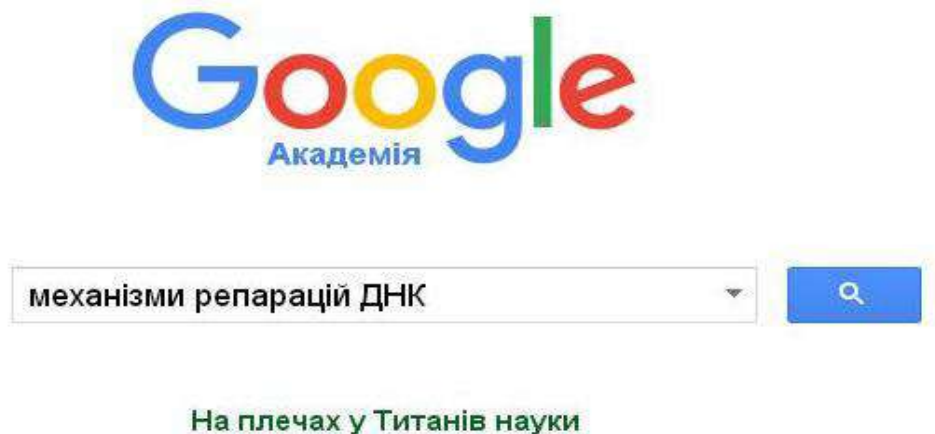 Google
Академія
механізми репарацій ДНК
На плечах у Титанів науки